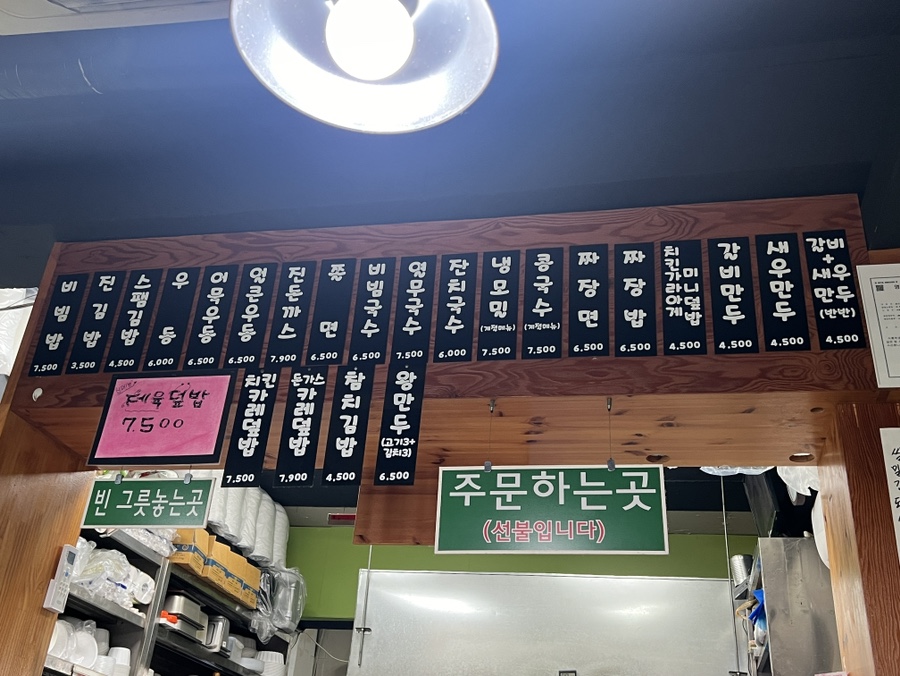 비빔밥 7,500
진김밥 3,500
스팸김밥 4,500
우동 6,000
어묵우동 6,500
얼큰우동 6,500
진돈까스 7,900
쫄면 6,500
비빔국수 6,500
열무국수 7,500
잔치국수 6,000
냉모밀 (계절메뉴) 7,500
콩국수 (계절메뉴) 7,500
짜장면 6,500
짜장밥 6,500
치킨가라아게 미니덮밥 4,500
갈비만두 4,500
새우만두 4,500
갈비+새우만두 (반반) 4,500
제육덮밥
7.500
치킨카레덮밥 7,500
돈가스카레덮밥 7,900
참치김밥 4,500
왕만두 (고기3+김치3) 6,500
빈 그릇놓는곳
주문하는곳
(선불입니다)